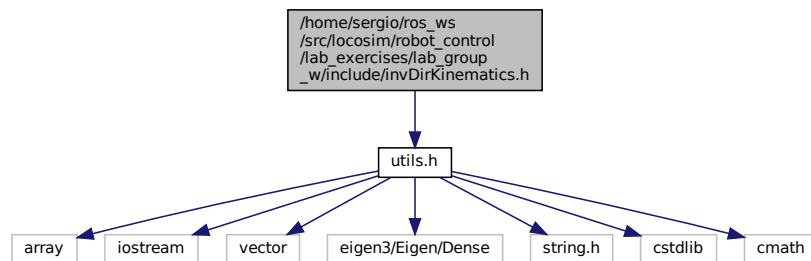 /home/sergio/ros_ws
/src/locosim/robot_control
/lab_exercises/lab_group
_w/include/invDirKinematics.h
utils.h
array
iostream
vector
eigen3/Eigen/Dense
string.h
cstdlib
cmath